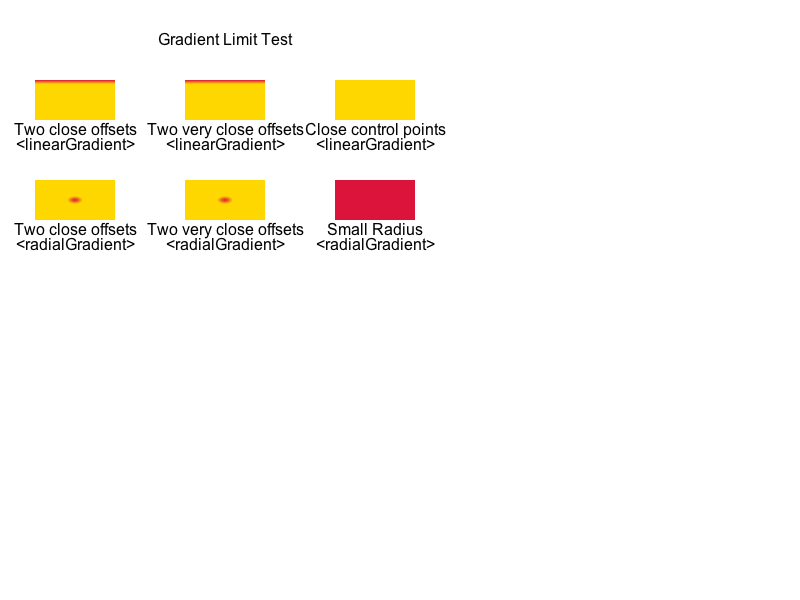 Gradient Limit Test
Two close offsets
<linearGradient>
Two very close offsets
<linearGradient>
Close control points
<linearGradient>
Two close offsets
<radialGradient>
Two very close offsets
<radialGradient>
Small Radius
<radialGradient>